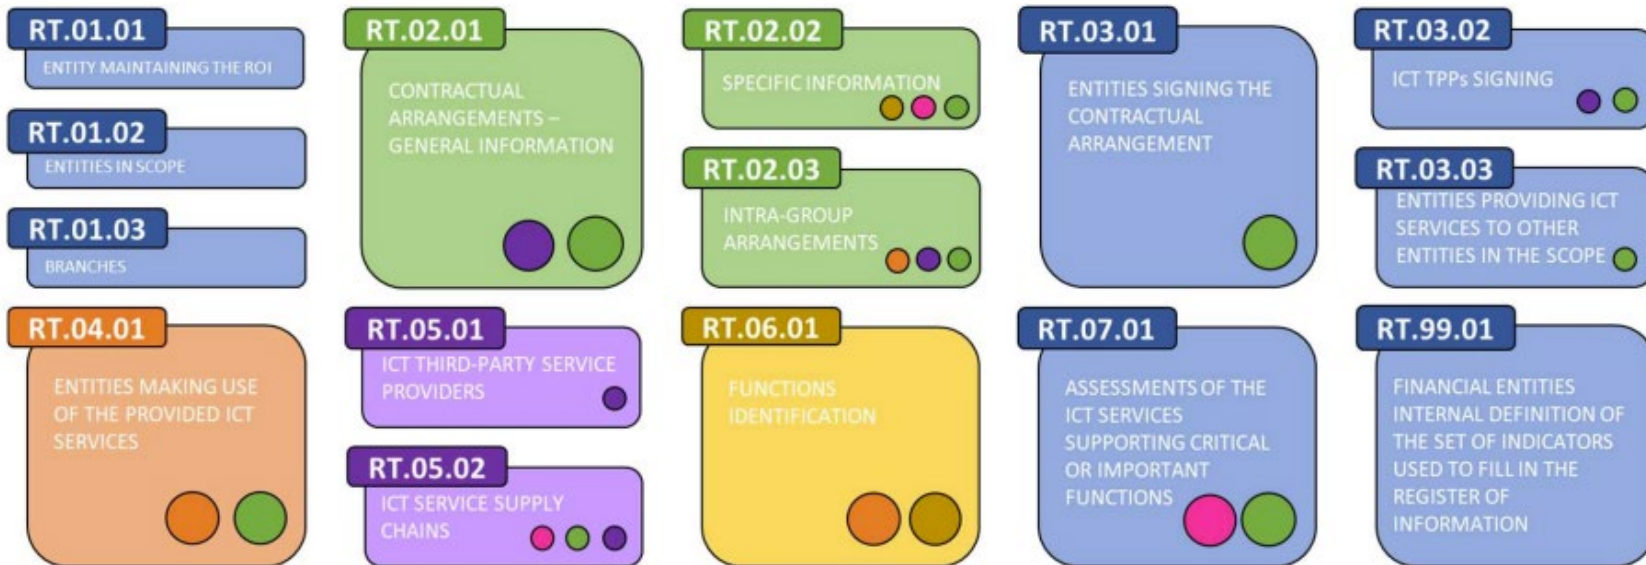 RT.01.01
ENTITY MAINTAINING THE ROI
RT.01.02
ENTITIES IN SCOPE
RT.01.03
BRANCHES
RT.02.01
CONTRACTUAL
ARRANGEMENTS –
GENERAL INFORMATION
RT.02.02
SPECIFIC INFORMATION
RT.02.03
INTRA-GROUP
ARRANGEMENTS
RT.03.01
ENTITIES SIGNING THE
CONTRACTUAL
ARRANGEMENT
RT.03.02
ICT TPPs SIGNING
RT.03.03
ENTITIES PROVIDING ICT
SERVICES TO OTHER
ENTITIES IN THE SCOPE
RT.04.01
ENTITIES MAKING USE
OF THE PROVIDED ICT
SERVICES
RT.05.01
ICT THIRD-PARTY SERVICE
PROVIDERS
RT.05.02
ICT SERVICE SUPPLY
CHAINS
RT.06.01
FUNCTIONS
IDENTIFICATION
RT.07.01
ASSESSMENTS OF THE
ICT SERVICES
SUPPORTING CRITICAL
OR IMPORTANT
FUNCTIONS
RT.99.01
FINANCIAL ENTITIES
INTERNAL DEFINITION OF
THE SET OF INDICATORS
USED TO FILL IN THE
REGISTER OF
INFORMATION